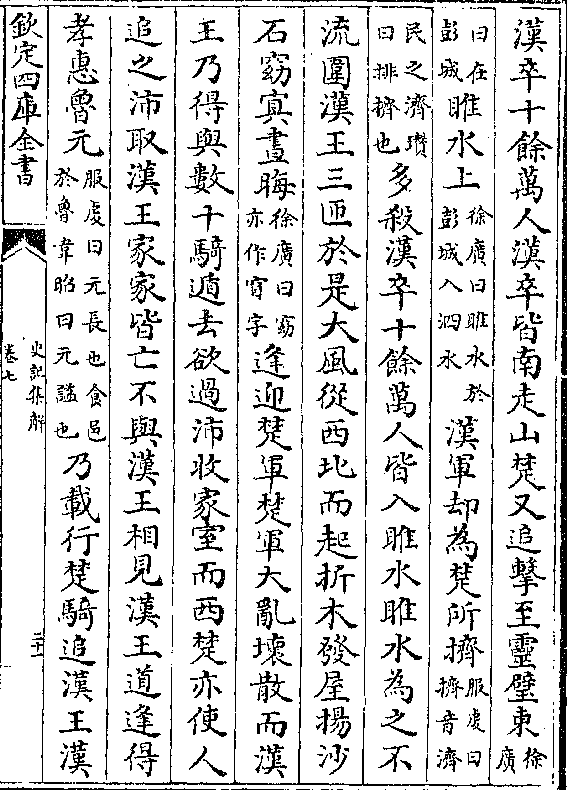 漢卒十餘萬人漢卒皆南走山楚又追擊至靈壁東徐廣
曰在彭城睢水上徐廣曰睢水於彭城入泗水漢軍却為楚所擠服虔曰擠音濟
民之濟瓚曰排擠也多殺漢卒十餘萬人皆入睢水睢水為之不
流圍漢王三匝於是大風從西北而起折木發屋揚沙
石窈冥晝晦徐廣曰窈亦作窅字逢迎楚軍楚軍大亂壞散而漢
王乃得與數十騎遁去欲過沛收家室而西楚亦使人
追之沛取漢王家家皆亡不與漢王相見漢王道逢得
孝惠魯元服虔曰元長也食邑於魯韋昭曰元諡也乃載行楚騎追漢王漢
欽定四庫全書
史記集解
卷七